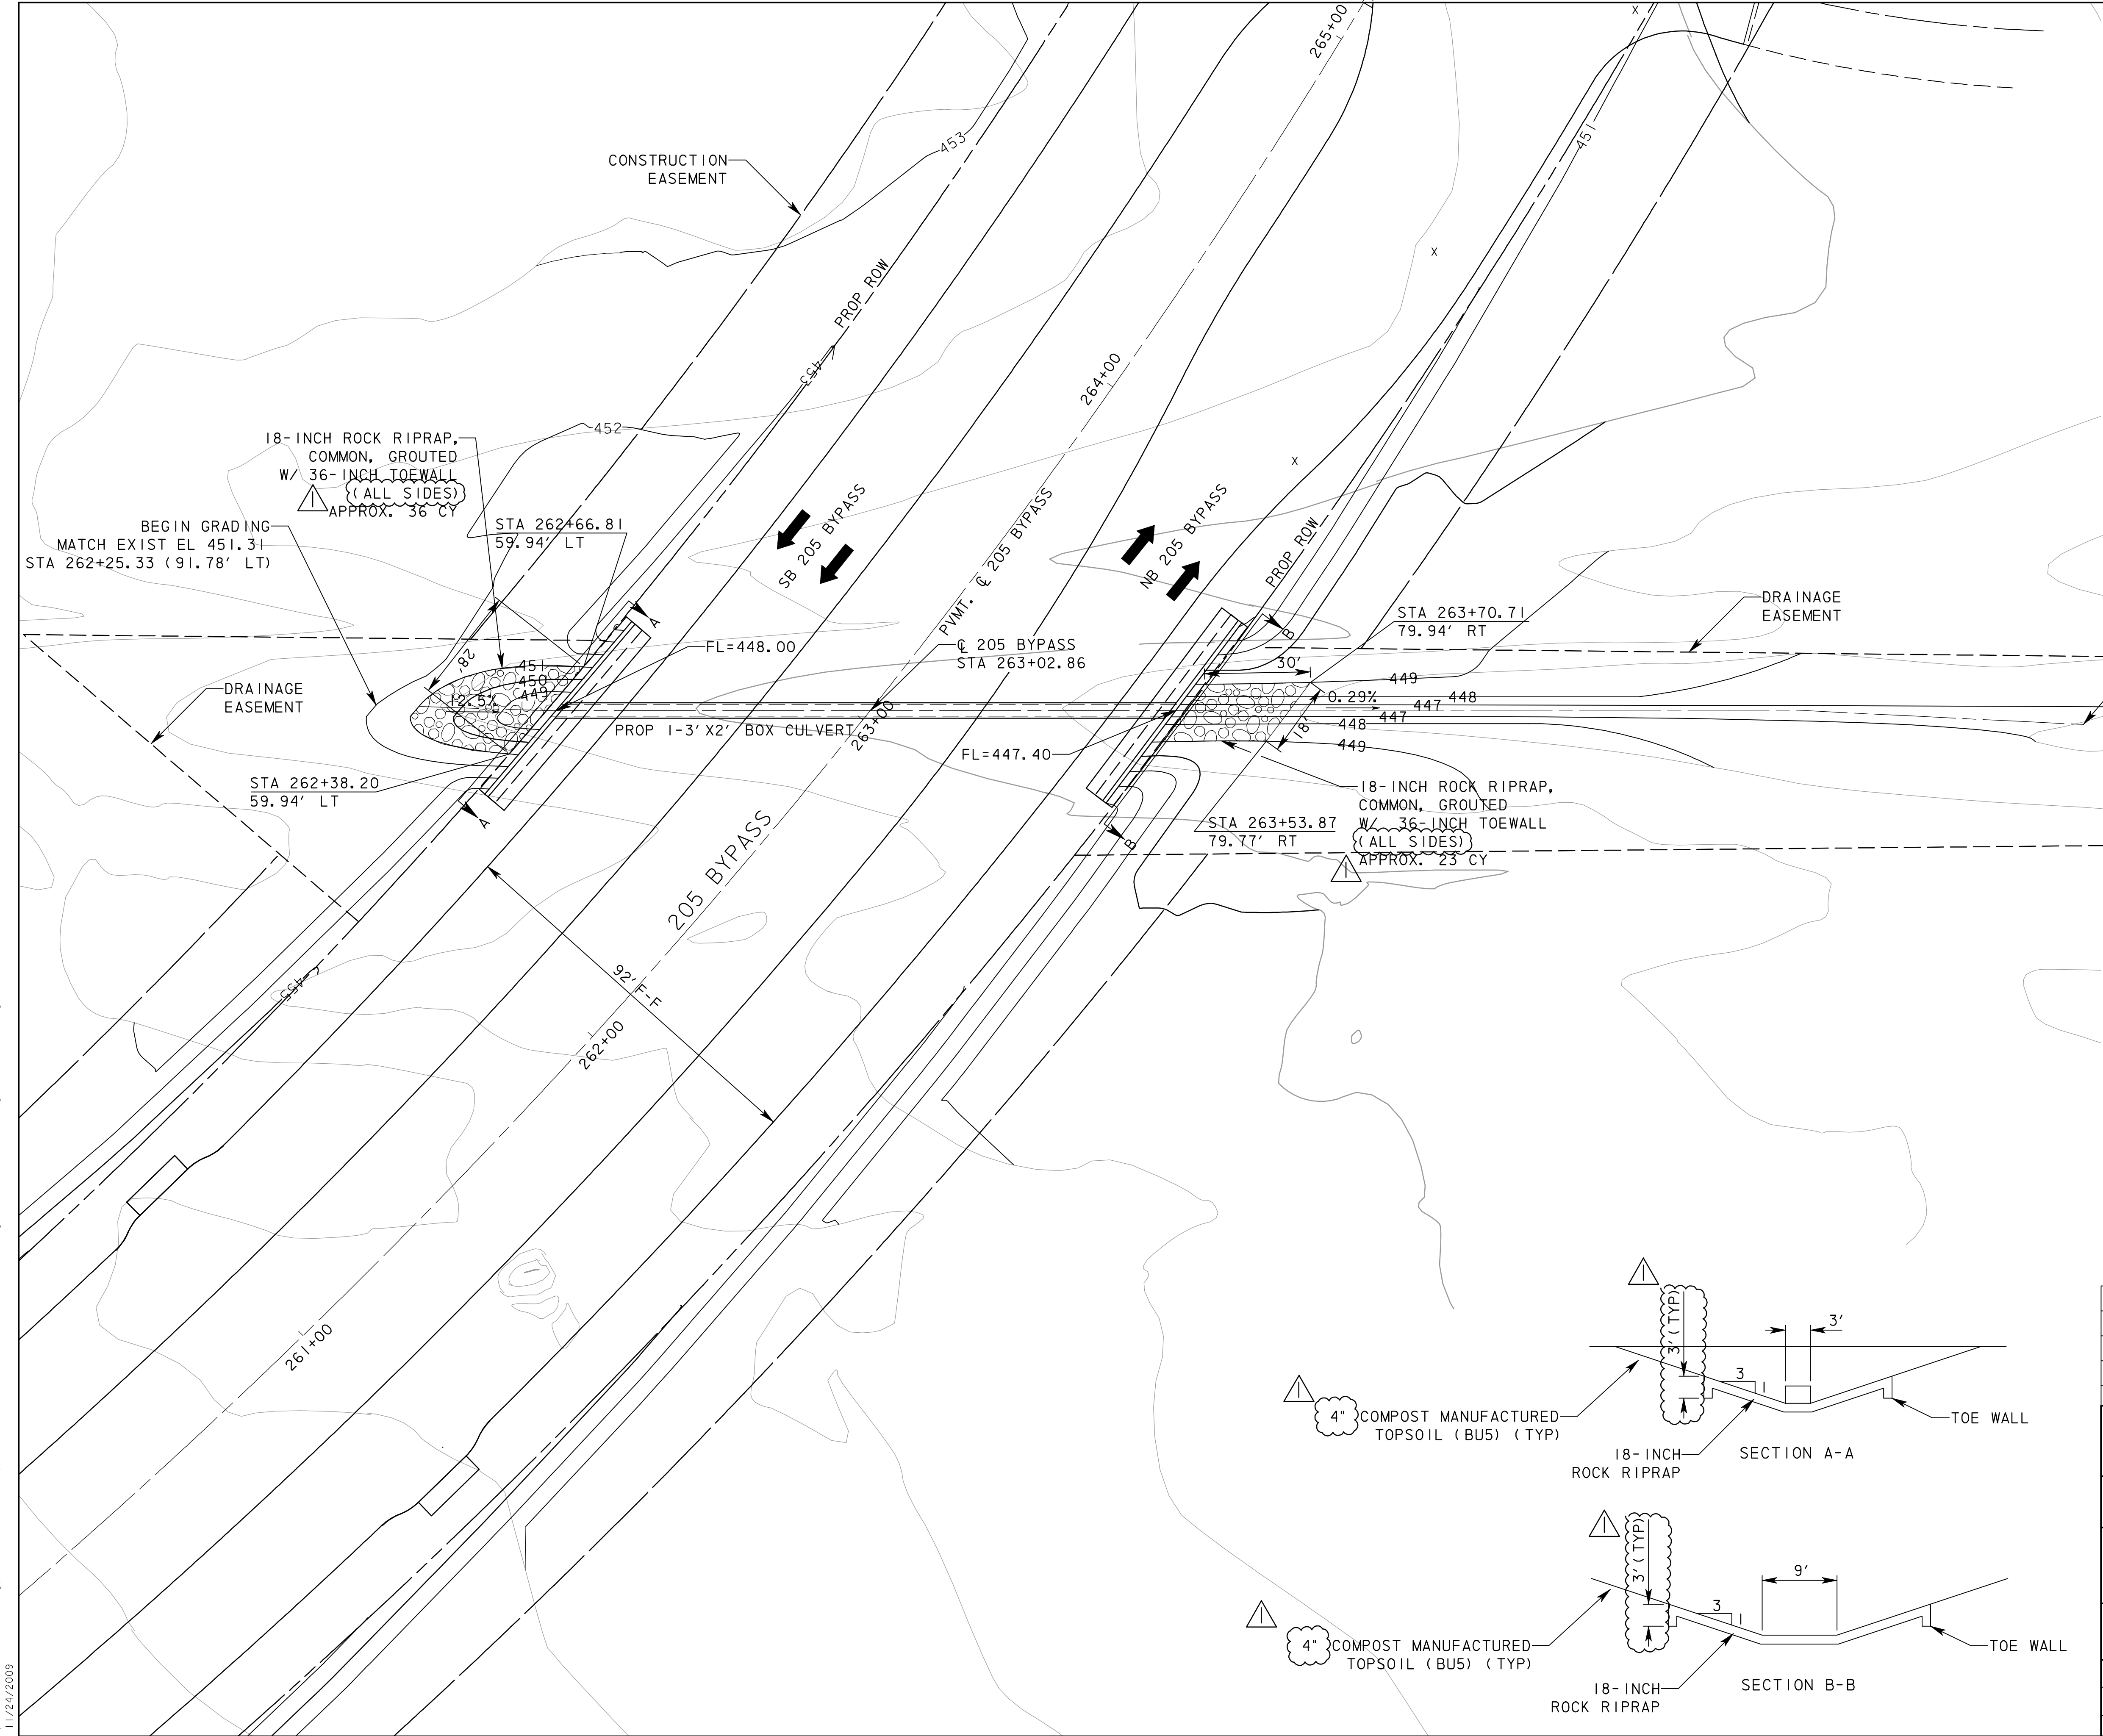 265+00
X
451
453
CONSTRUCTION
EASEMENT
X
PROP ROW
453
264+00
452
18-INCH ROCK RIPRAP,
COMMON, GROUTED
W/ 36-INCH TOEWALL
(ALL SIDES)
1
APPROX. 36 CY
X
BEGIN GRADING
MATCH EXIST EL 451.31
STA 262+25.33 (91.78' LT)
STA 262+66.81
59.94' LT
SB 205 BYPASS
PVMT. ℄ 205 BYPASS
NB 205 BYPASS
PROP ROW
DRAINAGE
EASEMENT
STA 263+70.71
79.94' RT
A
B
28'
FL=448.00
℄ 205 BYPASS
STA 263+02.86
30'
451
450
449
12.5%
449
0.29%
448
447
447
448
449
18'
DRAINAGE
EASEMENT
PROP 1-3'X2' BOX CULVERT
263+00
FL=447.40
STA 262+38.20
59.94' LT
A
18-INCH ROCK RIPRAP,
COMMON, GROUTED
W/ 36-INCH TOEWALL
(ALL SIDES)
APPROX. 23 CY
1
STA 263+53.87
79.77' RT
B
205 BYPASS
92' F-F
455
262+00
261+00
1
3' (TYP)
3'
3
1
1
4" COMPOST MANUFACTURED
TOPSOIL (BU5) (TYP)
TOE WALL
18-INCH
ROCK RIPRAP
SECTION A-A
1
3' (TYP)
9'
3
1
1
4" COMPOST MANUFACTURED
TOPSOIL (BU5) (TYP)
TOE WALL
18-INCH
ROCK RIPRAP
SECTION B-B
11/24/2009